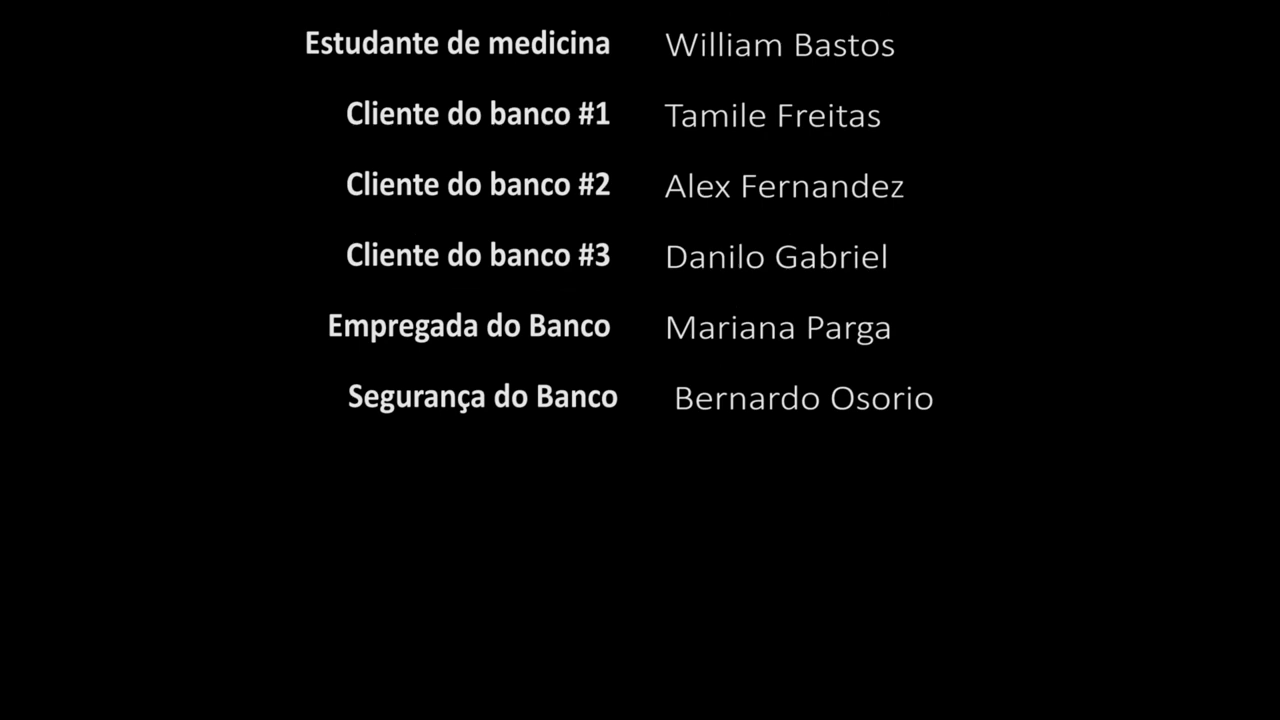 Estudante de medicina William Bastos
Cliente do banco #1 Tamile Freitas
Cliente do banco #2 Alex Fernandez
Cliente do banco #3 Danilo Gabriel
Empregada do Banco Mariana Parga
Segurança do Banco Bernardo Osorio